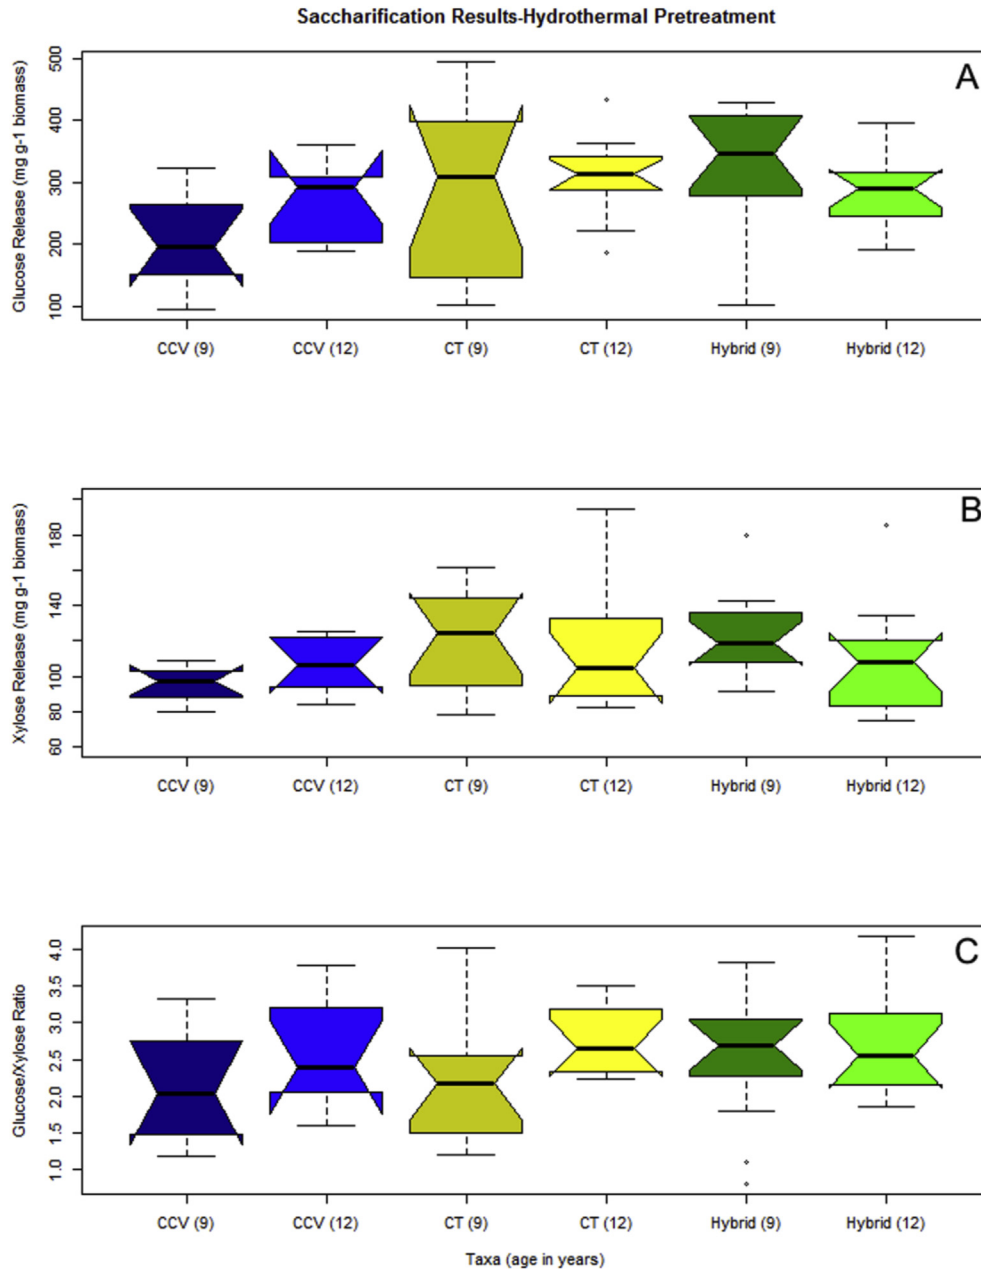 Saccharification Results-Hydrothermal Pretreatment
A
Glucose Release (mg g-1 biomass)
500
400
300
200
100
CCV (9) CCV (12) CT (9) CT (12) Hybrid (9) Hybrid (12)
B
Xylose Release (mg g-1 biomass)
180
140
100
80
60
CCV (9) CCV (12) CT (9) CT (12) Hybrid (9) Hybrid (12)
C
Glucose/Xylose Ratio
4.0
3.5
3.0
2.5
2.0
1.5
1.0
CCV (9) CCV (12) CT (9) CT (12) Hybrid (9) Hybrid (12)
Taxa (age in years)